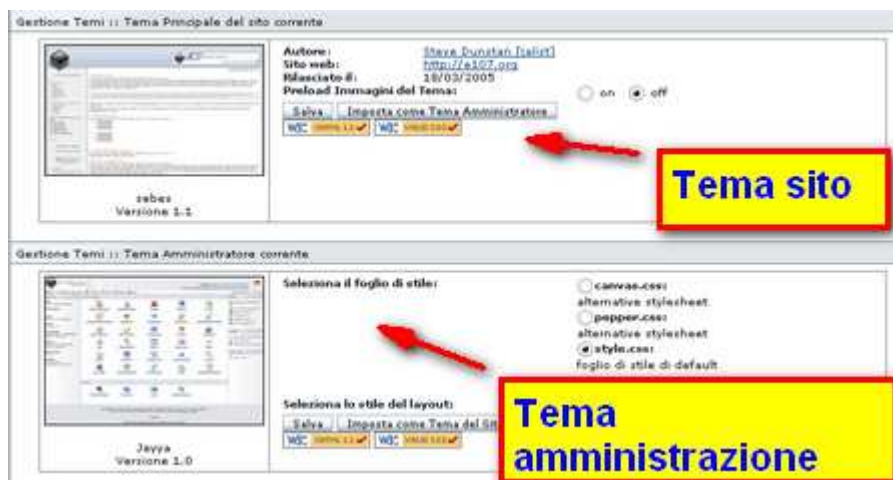 Gestione Temi :: Tema Principale del sito corrente
Autore: Steve Dunstan [jalist]
Sito web: http://e107.org
Rilasciato il: 18/03/2005
Preload Immagini del Tema: on off
Salva Imposta come Tema Amministratore
W3C W3C
Tema sito
sebes
Versione 1.1
Gestione Temi :: Tema Amministratore corrente
Seleziona il foglio di stile:
canvas.css:
alternative stylesheet
pepper.css:
alternative stylesheet
style.css:
foglio di stile di default
Seleziona lo stile del layout:
Salva Imposta come Tema del
W3C W3C
Tema
amministrazione
Jayya
Versione 1.0